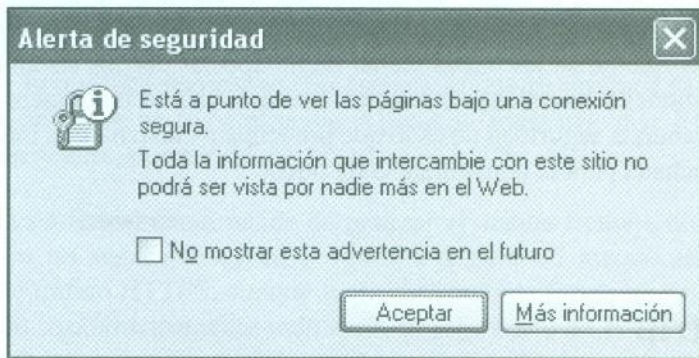 Alerta de seguridad
Está a punto de ver las páginas bajo una conexión
segura.
Toda la información que intercambie con este sitio no
podrá ser vista por nadie más en el Web.
No mostrar esta advertencia en el futuro
Aceptar
Más información